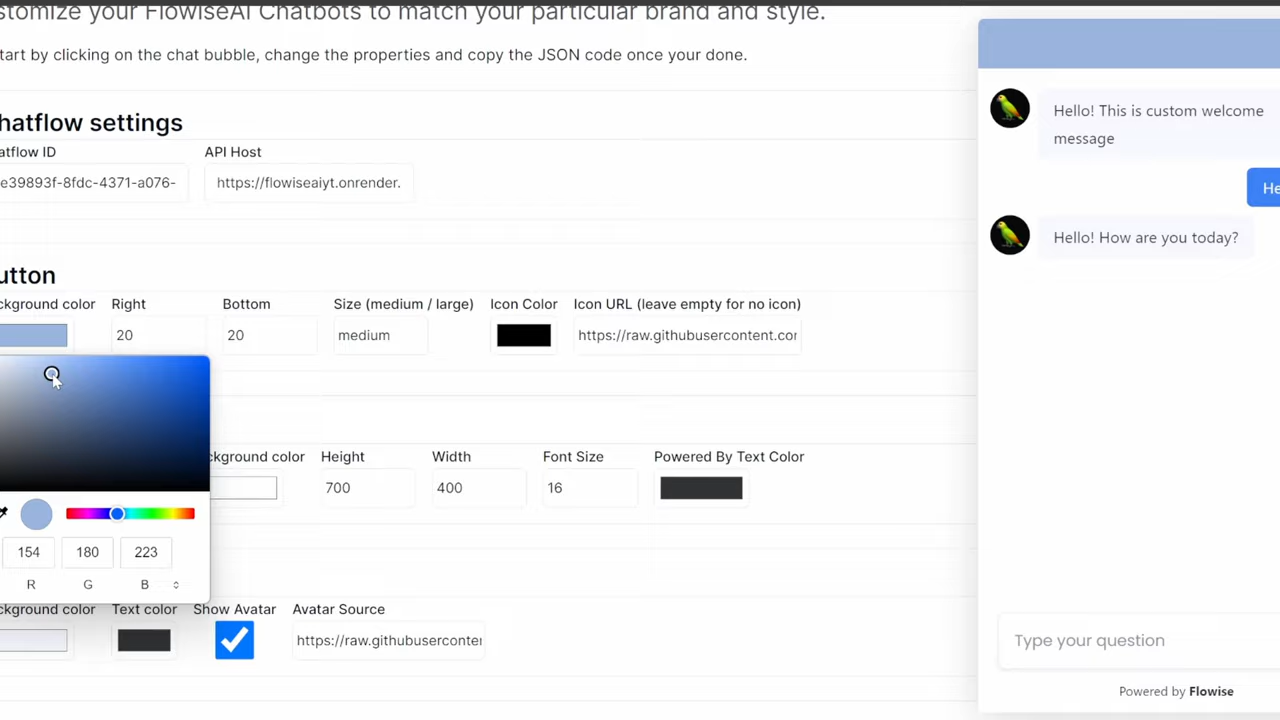 stomize your FlowiseAI Chatbots to match your particular brand and style.
tart by clicking on the chat bubble, change the properties and copy the JSON code once your done.
hatflow settings
atflow ID API Host
e39893f-8fdc-4371-a076- https://flowiseaiyt.onrender.
utton
ckground color Right Bottom Size (medium / large) Icon Color Icon URL (leave empty for no icon)
20 20 medium https://raw.githubusercontent.cor
ckground color Height Width Font Size Powered By Text Color
700 400 16
154 180 223
R G B
ckground color Text color Show Avatar Avatar Source
https://raw.githubuserconter
Hello! This is custom welcome
message
He
Hello! How are you today?
Type your question
Powered by Flowise